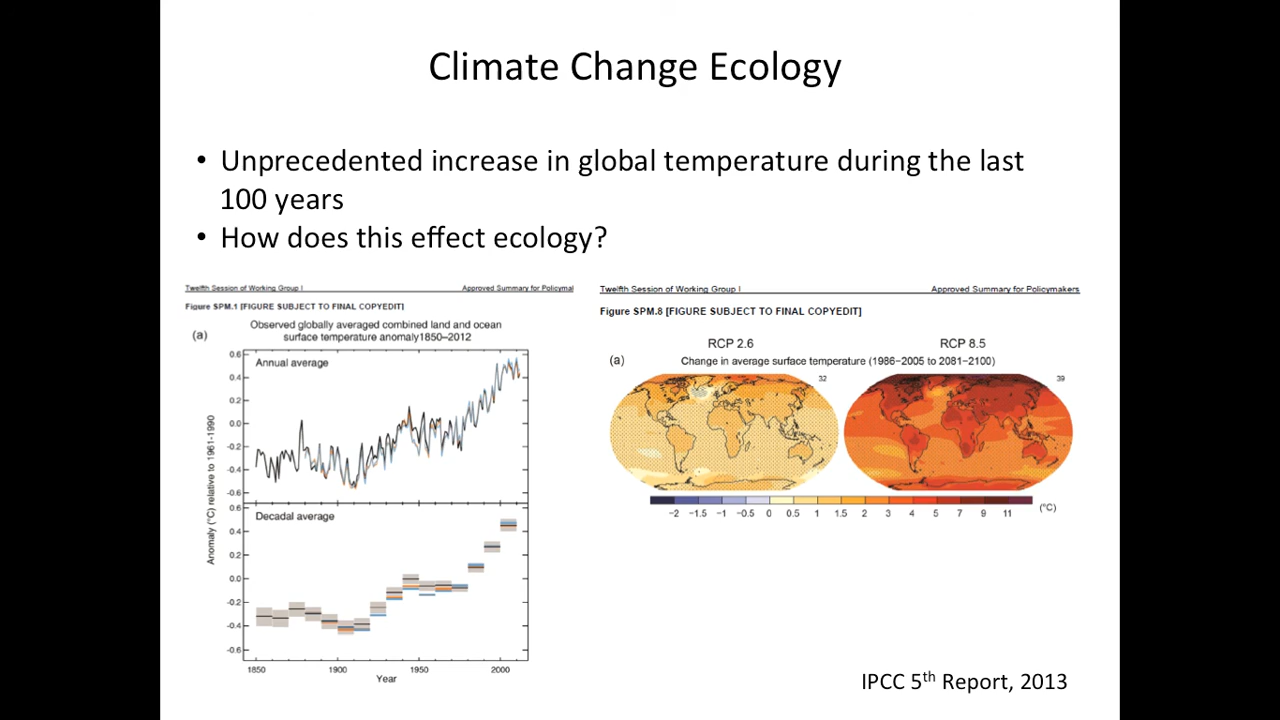 Climate Change Ecology
• Unprecedented increase in global temperature during the last
100 years
• How does this effect ecology?
Twelfth Session of Working Group I Approved Summary for Policymal
Figure SPM.1 [FIGURE SUBJECT TO FINAL COPYEDIT]
(a)
Observed globally averaged combined land and ocean
surface temperature anomaly1850–2012
Annual average
0.6
0.4
0.2
0.0
-0.2
-0.4
-0.6
Anomaly (°C) relative to 1961-1990
Decadal average
0.6
0.4
0.2
0.0
-0.2
-0.4
-0.6
1850 1900 1950 2000
Year
Twelfth Session of Working Group I Approved Summary for Policymakers
Figure SPM.8 [FIGURE SUBJECT TO FINAL COPYEDIT]
RCP 2.6 RCP 8.5
(a) Change in average surface temperature (1986−2005 to 2081−2100)
32 39
−2 −1.5 −1 −0.5 0 0.5 1 1.5 2 3 4 5 7 9 11 (°C)
IPCC 5th Report, 2013